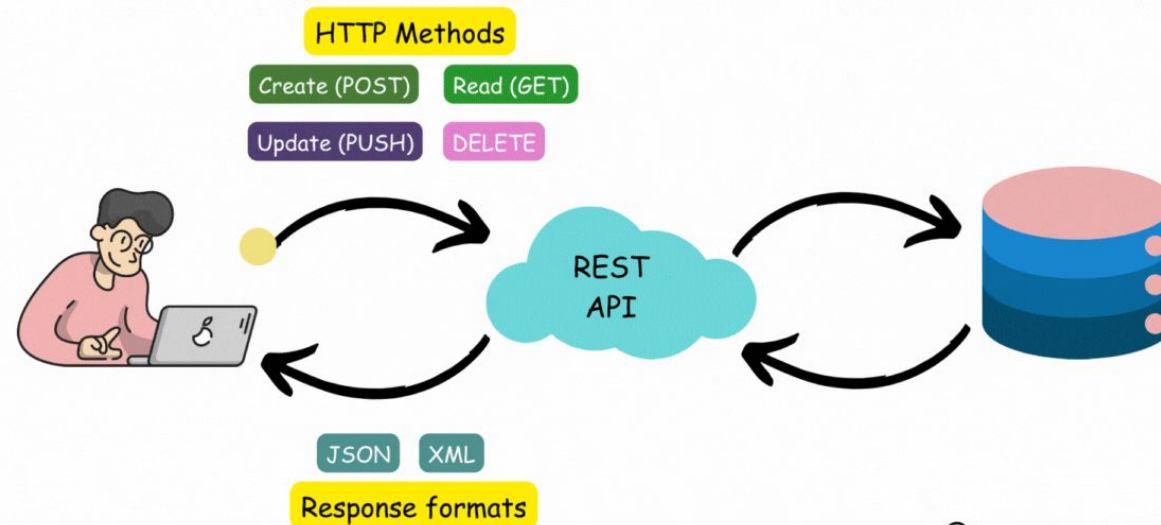 HTTP Methods
Create (POST) Read (GET)
Update (PUSH) DELETE
REST
API
JSON XML
Response formats